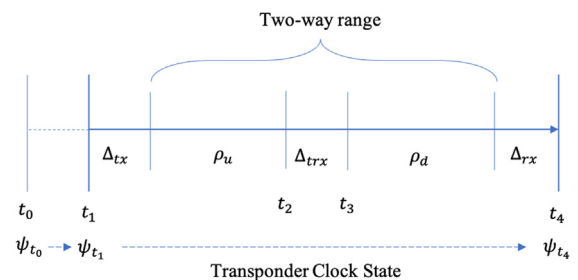 Two-way range
Δtx ρu Δtrx ρd Δrx
t0 t1 t2 t3 t4
ψt0 ψt1 ψt4
Transponder Clock State